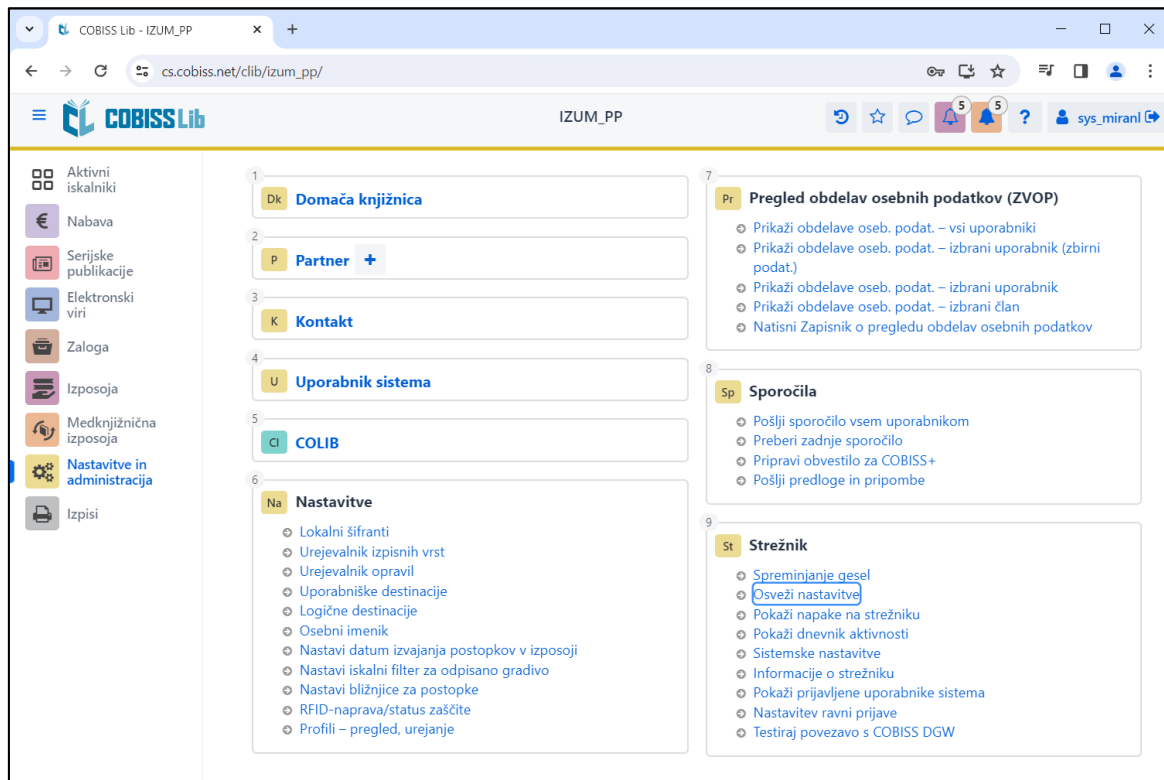 COBISS Lib - IZUM_PP
cs.cobiss.net/clib/izum_pp/
COBISS Lib
IZUM_PP
5
5
?
sys_miranl
Aktivni
iskalniki
€ Nabava
Serijske
publikacije
Elektronski
viri
Zaloga
Izposoja
Medknjižnična
izposoja
Nastavitve in
administracija
Izpisi
1
Dk Domača knjižnica
2
P Partner +
3
K Kontakt
4
U Uporabnik sistema
5
Cl COLIB
6
Na Nastavitve
Lokalni šifranti
Urejevalnik izpisnih vrst
Urejevalnik opravil
Uporabniške destinacije
Logične destinacije
Osebni imenik
Nastavi datum izvajanja postopkov v izposoji
Nastavi iskalni filter za odpisano gradivo
Nastavi bližnjice za postopke
RFID-naprava/status zaščite
Profili – pregled, urejanje
7
Pr Pregled obdelav osebnih podatkov (ZVOP)
Prikaži obdelave oseb. podat. – vsi uporabniki
Prikaži obdelave oseb. podat. – izbrani uporabnik (zbirni
podat.)
Prikaži obdelave oseb. podat. – izbrani uporabnik
Prikaži obdelave oseb. podat. – izbrani član
Natisni Zapisnik o pregledu obdelav osebnih podatkov
8
Sp Sporočila
Pošlji sporočilo vsem uporabnikom
Preberi zadnje sporočilo
Pripravi obvestilo za COBISS+
Pošlji predloge in pripombe
9
St Strežnik
Spreminjanje gesel
Osveži nastavitve
Pokaži napake na strežniku
Pokaži dnevnik aktivnosti
Sistemske nastavitve
Informacije o strežniku
Pokaži prijavljene uporabnike sistema
Nastavitev ravni prijave
Testiraj povezavo s COBISS DGW